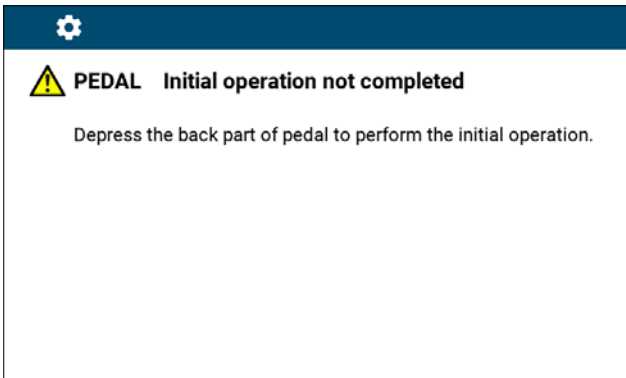 PEDAL Initial operation not completed
Depress the back part of pedal to perform the initial operation.